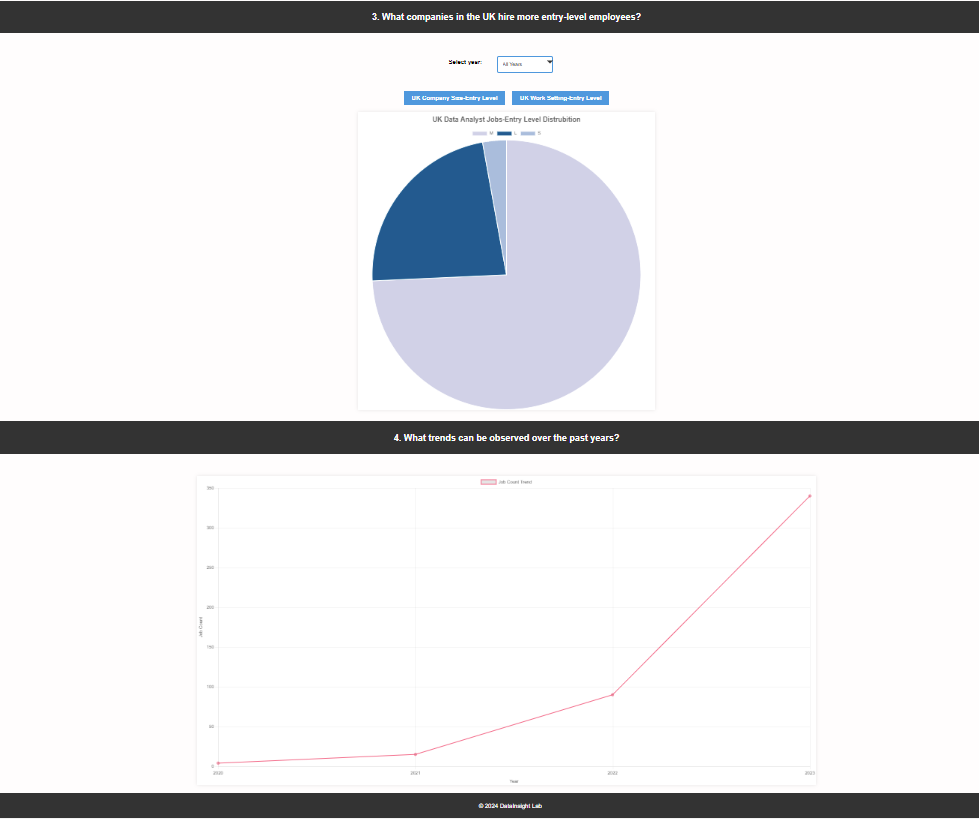 3. What companies in the UK hire more entry-level employees?
Select year:
All Years
UK Company Size-Entry Level
UK Work Setting-Entry Level
UK Data Analyst Jobs-Entry Level Distrubition
M L S
4. What trends can be observed over the past years?
Job Count Trend
350
300
250
200
150
100
50
0
Job Count
2020 2021 2022 2023
Year
© 2024 DataInsight Lab